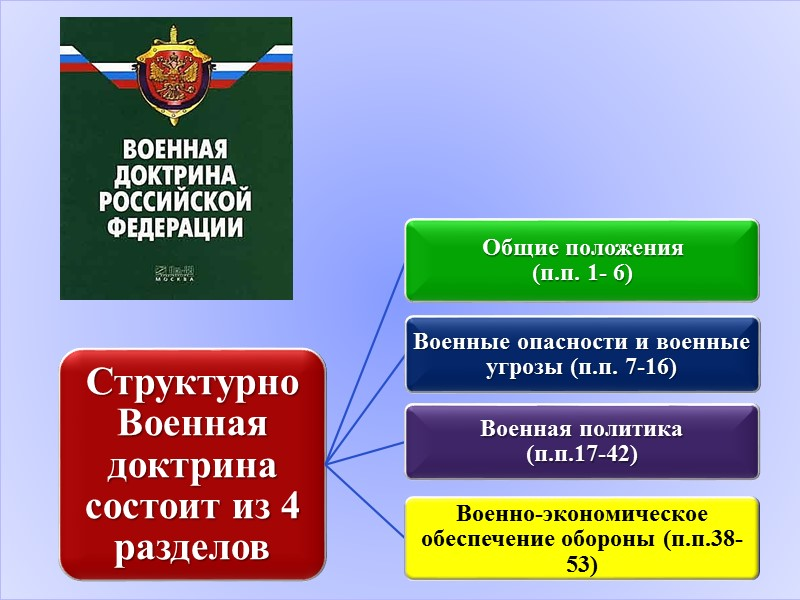 ВОЕННАЯ
ДОКТРИНА
РОССИЙСКОЙ
ФЕДЕРАЦИИ
МОСКВА
Общие положения
(п.п. 1- 6)
Военные опасности и военные
угрозы (п.п. 7-16)
Военная политика
(п.п.17-42)
Военно-экономическое
обеспечение обороны (п.п.38-
53)
Структурно
Военная
доктрина
состоит из 4
разделов